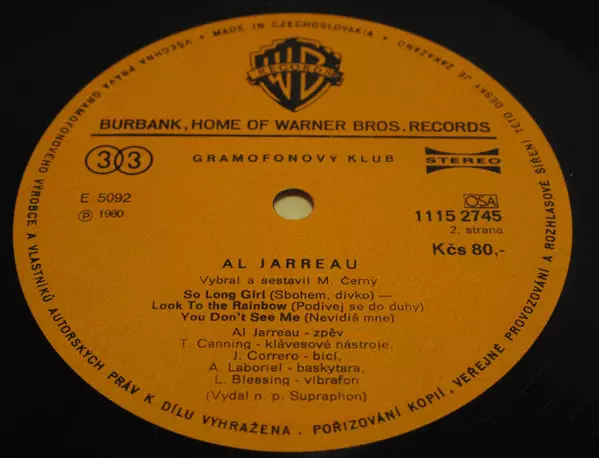 MADE IN CZECHOSLOVAKIA • VŠECHNA PRÁVA GRAMOFONOVÉHO VÝROBCE A VLASTNÍKŮ AUTORSKÝCH PRÁV K DÍLU VYHRAŽENA. POŘIZOVÁNÍ KOPIÍ, VEŘEJNÉ PROVOZOVÁNÍ A ROZHLASOVÉ ŠÍŘENÍ TÉTO DESKY JE ZAKÁZÁNO •
WB
RECORDS
BURBANK, HOME OF WARNER BROS. RECORDS
33
GRAMOFONOVÝ KLUB
STEREO
E 5092
℗ 1980
OSA
1115 2745
2. strana
Kčs 80,-
AL JARREAU
Vybral a sestavil M. Černý
So Long Girl (Sbohem, dívko) —
Look To the Rainbow (Podívej se do duhy)
You Don't See Me (Nevidíš mne)
Al Jarreau - zpěv
T. Canning - klávesové nástroje,
J. Correro - bicí,
A. Laboriel - baskytara,
L. Blessing - vibrafon
(Vydal n. p. Supraphon)